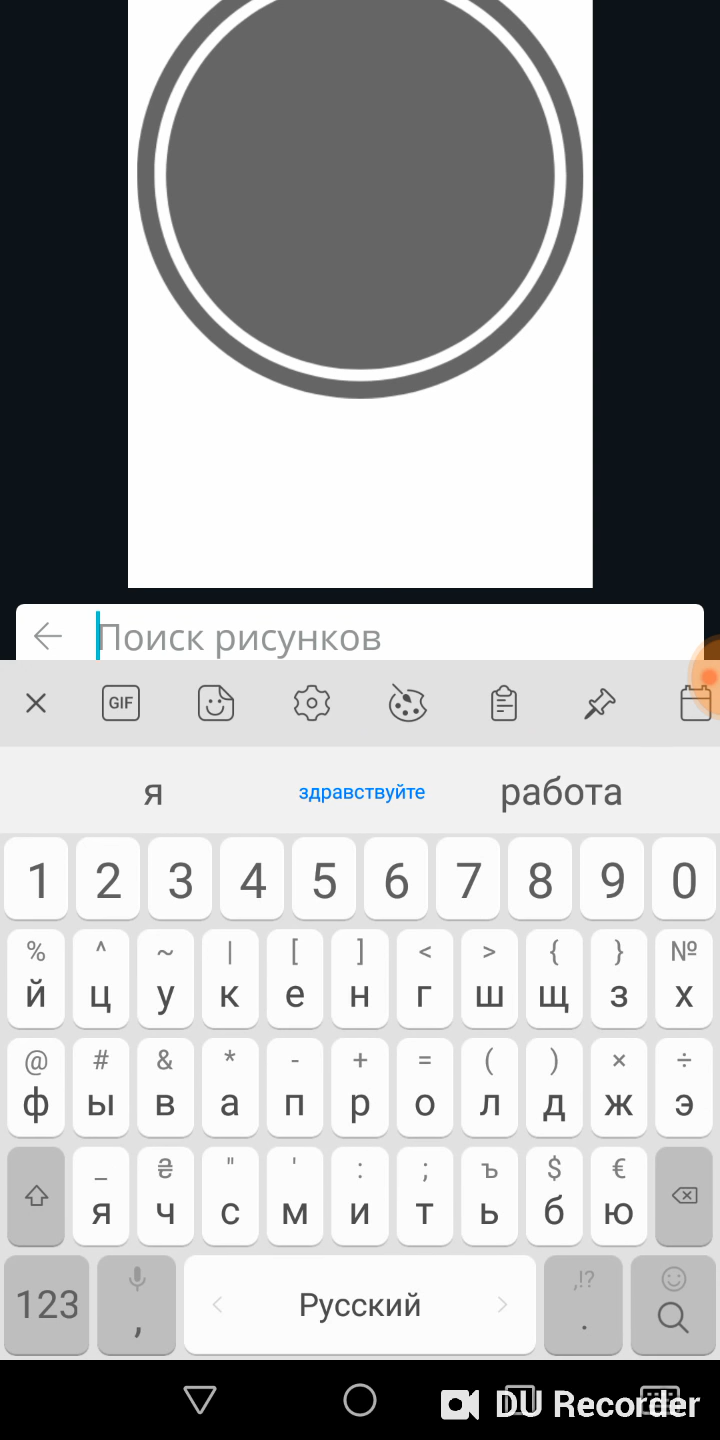 Поиск рисунков
GIF
я здравствуйте работа
1 2 3 4 5 6 7 8 9 0
% ^ ~ | [ ] < > { } №
й ц у к е н г ш щ з х
@ # & * - + = ( ) × ÷
ф ы в а п р о л д ж э
_ ₴ " ' : ; ъ $ €
я ч с м и т ь б ю
,!?
123 , Русский .
DU Recorder